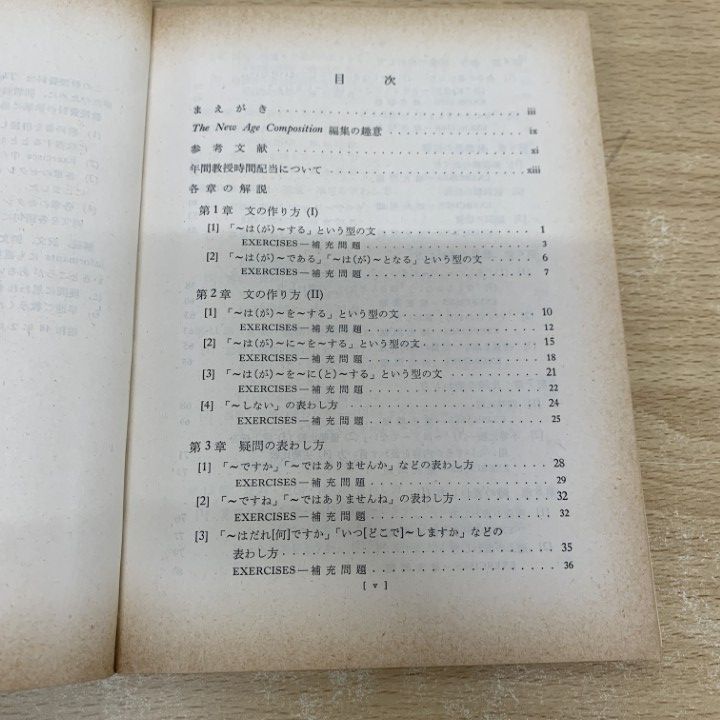 目 次
まえがき iii
The New Age Composition 編集の趣意 ix
参考文献 xi
年間教授時間配当について xiii
各章の解説
第1章 文の作り方 (I)
[1] 「〜は(が)〜する」という型の文 1
EXERCISES—補充問題 3
[2] 「〜は(が)〜である」「〜は(が)〜となる」という型の文 6
EXERCISES—補充問題 7
第2章 文の作り方 (II)
[1] 「〜は(が)〜を〜する」という型の文 10
EXERCISES—補充問題 12
[2] 「〜は(が)〜に〜を〜する」という型の文 15
EXERCISES—補充問題 18
[3] 「〜は(が)〜を〜に(と)〜する」という型の文 21
EXERCISES—補充問題 22
[4] 「〜しない」の表わし方 24
EXERCISES—補充問題 25
第3章 疑問の表わし方
[1] 「〜ですか」「〜ではありませんか」などの表わし方 28
EXERCISES—補充問題 29
[2] 「〜ですね」「〜ではありませんね」の表わし方 32
EXERCISES—補充問題 32
[3] 「〜はだれ[何]ですか」「いつ[どこで]〜しますか」などの
表わし方 35
EXERCISES—補充問題 36
[ v ]